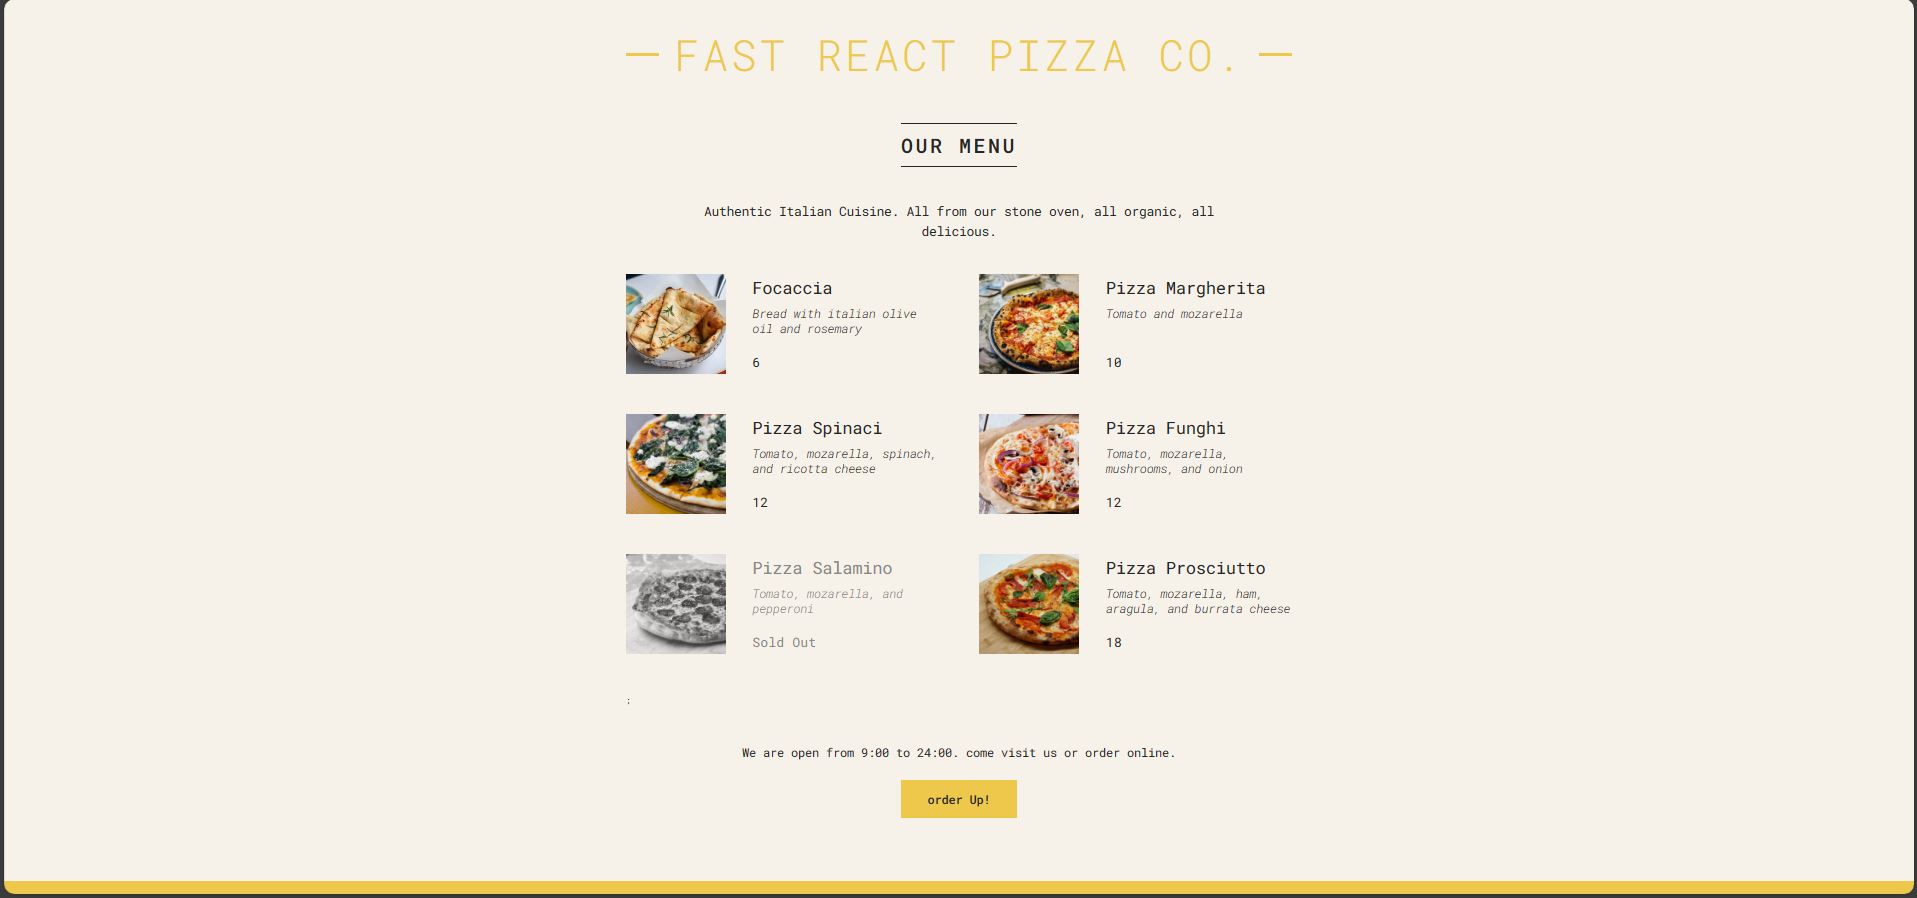 — FAST REACT PIZZA CO. —
OUR MENU
Authentic Italian Cuisine. All from our stone oven, all organic, all
delicious.
Focaccia
Bread with italian olive
oil and rosemary
6
Pizza Margherita
Tomato and mozarella
10
Pizza Spinaci
Tomato, mozarella, spinach,
and ricotta cheese
12
Pizza Funghi
Tomato, mozarella,
mushrooms, and onion
12
Pizza Salamino
Tomato, mozarella, and
pepperoni
Sold Out
Pizza Prosciutto
Tomato, mozarella, ham,
aragula, and burrata cheese
18
;
We are open from 9:00 to 24:00. come visit us or order online.
order Up!